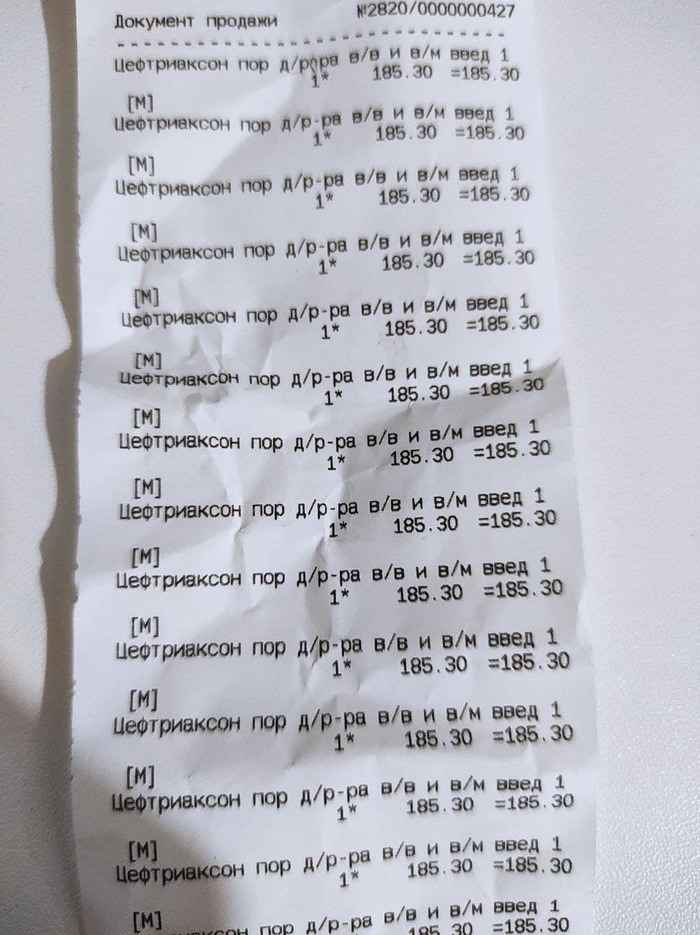 Документ продажи №2820/0000000427
Цефтриаксон пор д/р-ра в/в и в/м введ 1
1* 185.30 =185.30
[М]
Цефтриаксон пор д/р-ра в/в и в/м введ 1
1* 185.30 =185.30
[М]
Цефтриаксон пор д/р-ра в/в и в/м введ 1
1* 185.30 =185.30
[М]
Цефтриаксон пор д/р-ра в/в и в/м введ 1
1* 185.30 =185.30
[М]
Цефтриаксон пор д/р-ра в/в и в/м введ 1
1* 185.30 =185.30
[М]
Цефтриаксон пор д/р-ра в/в и в/м введ 1
1* 185.30 =185.30
[М]
Цефтриаксон пор д/р-ра в/в и в/м введ 1
1* 185.30 =185.30
[М]
Цефтриаксон пор д/р-ра в/в и в/м введ 1
1* 185.30 =185.30
[М]
Цефтриаксон пор д/р-ра в/в и в/м введ 1
1* 185.30 =185.30
[М]
Цефтриаксон пор д/р-ра в/в и в/м введ 1
1* 185.30 =185.30
[М]
Цефтриаксон пор д/р-ра в/в и в/м введ 1
1* 185.30 =185.30
[М]
Цефтриаксон пор д/р-ра в/в и в/м введ 1
1* 185.30 =185.30
[М]
Цефтриаксон пор д/р-ра в/в и в/м введ 1
1* 185.30 =185.30
[М]
пор д/р-ра в/в и в/м введ 1
185.30 =185.30